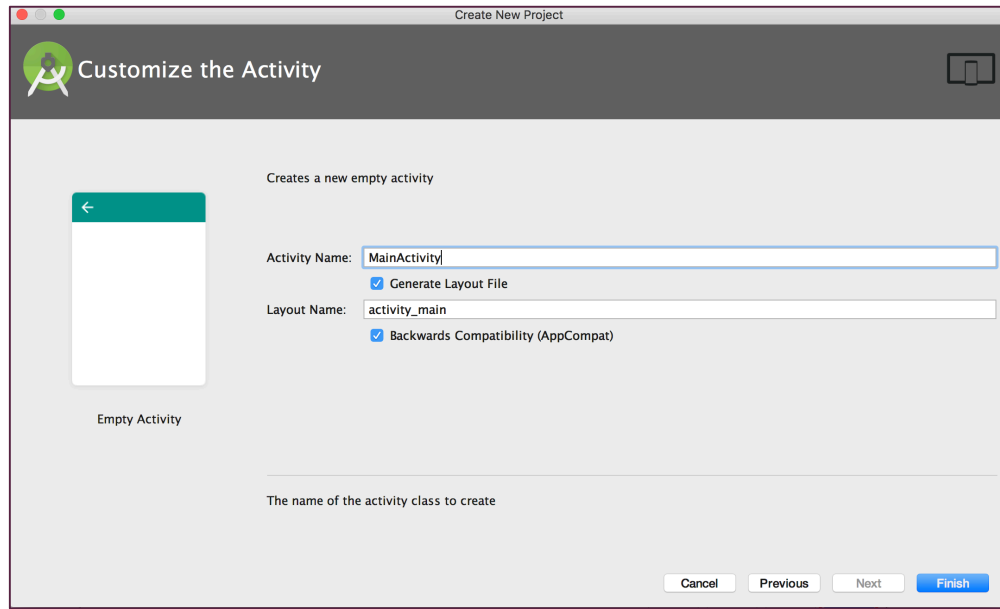 Create New Project
Customize the Activity
Creates a new empty activity
Activity Name: MainActivity
Generate Layout File
Layout Name: activity_main
Backwards Compatibility (AppCompat)
Empty Activity
The name of the activity class to create
Cancel Previous Next Finish